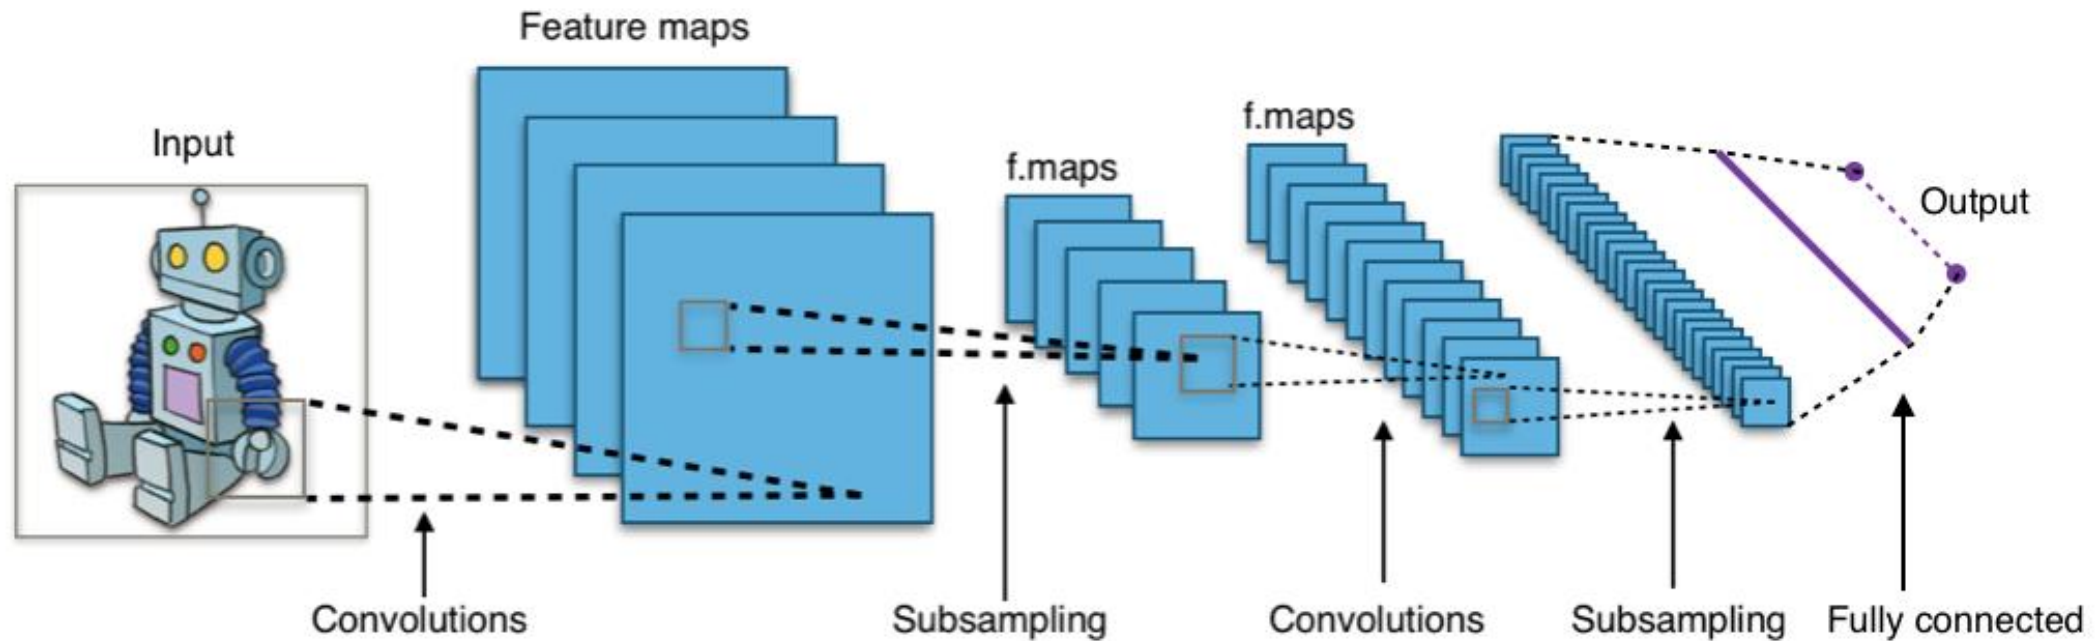 Feature maps
Input
f.maps
f.maps
Output
Convolutions
Subsampling
Convolutions
Subsampling
Fully connected